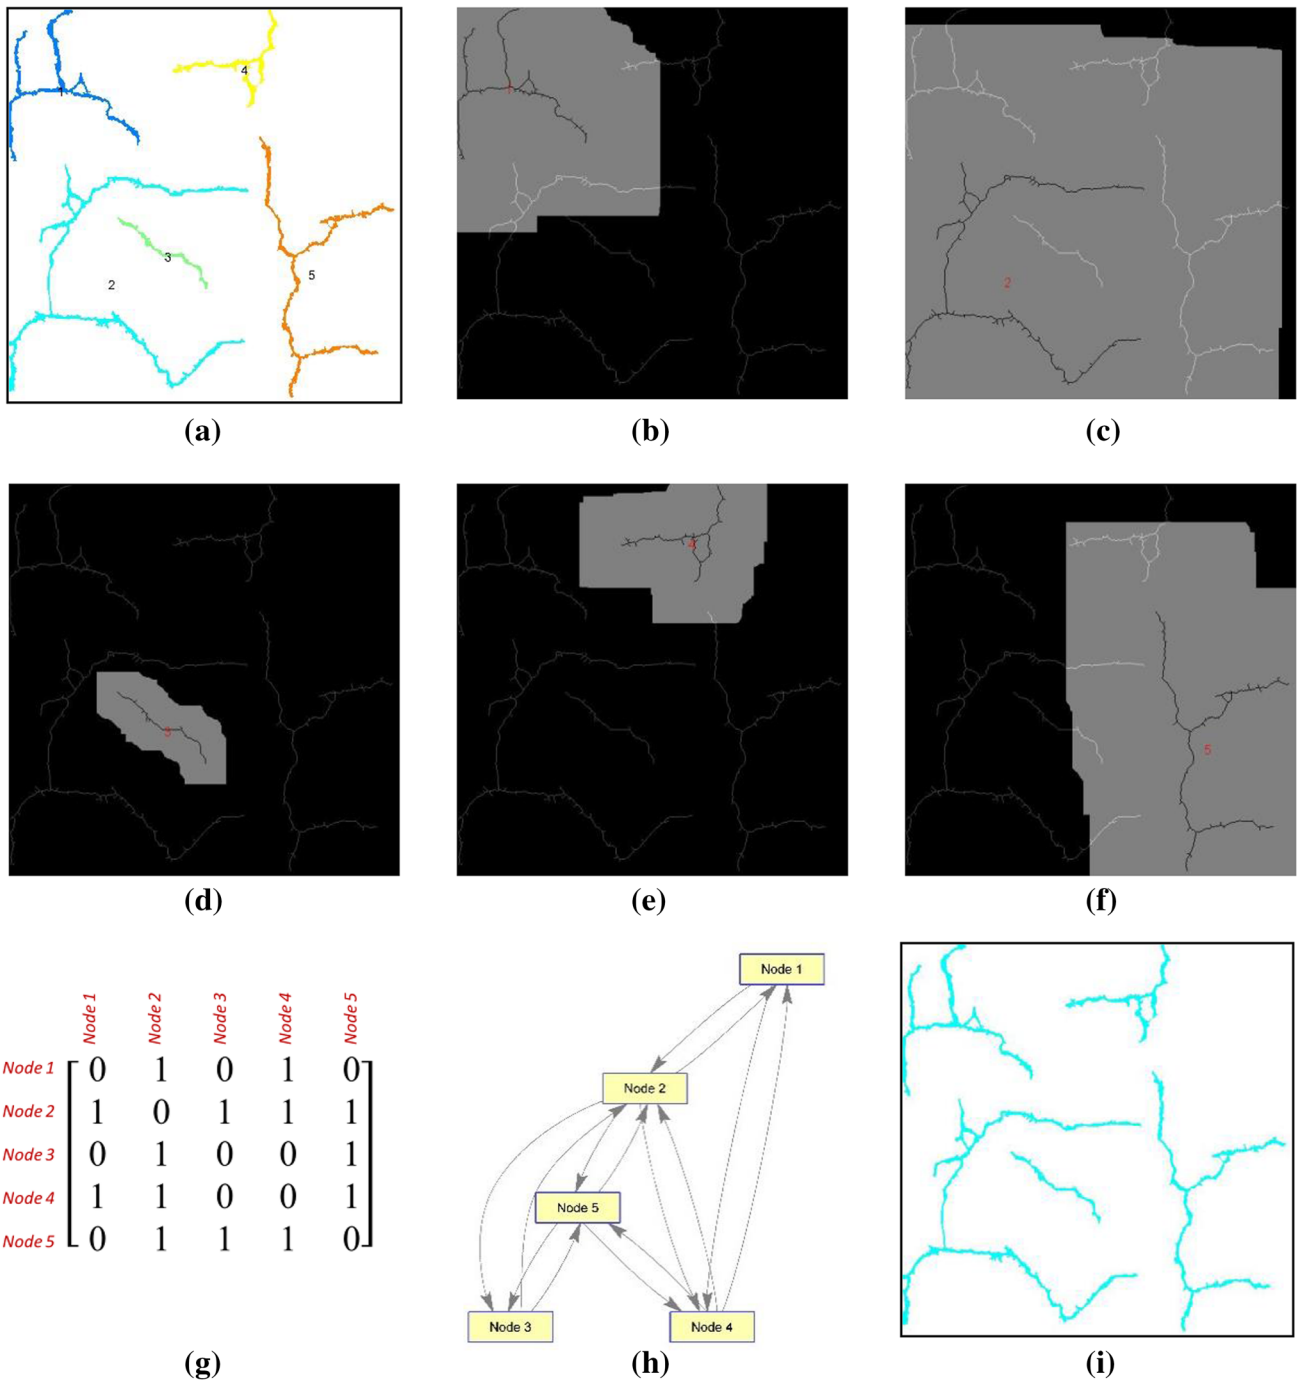 4
1
3
2
5
(a)
1
(b)
2
(c)
3
(d)
4
(e)
5
(f)
Node 1 Node 2 Node 3 Node 4 Node 5
Node 1 0 1 0 1 0
Node 2 1 0 1 1 1
Node 3 0 1 0 0 1
Node 4 1 1 0 0 1
Node 5 0 1 1 1 0
(g)
Node 1
Node 2
Node 5
Node 3
Node 4
(h)
(i)